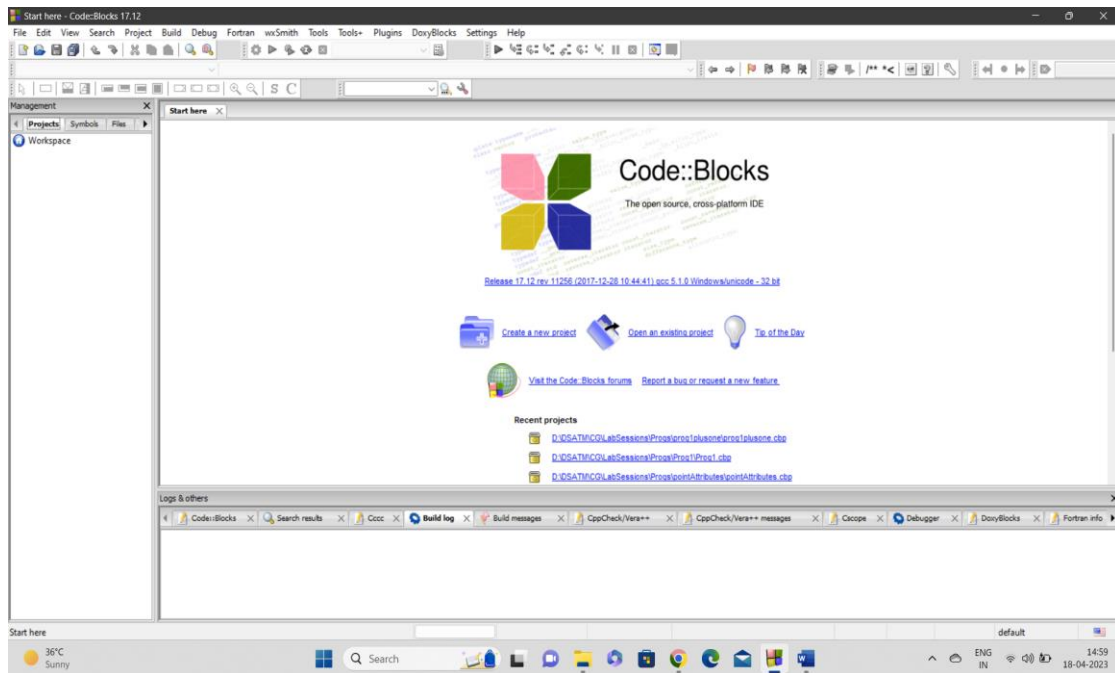 Start here - Code::Blocks 17.12
File Edit View Search Project Build Debug Fortran wxSmith Tools Tools+ Plugins DoxyBlocks Settings Help
/** *<
S C
Management
Projects Symbols Files
Workspace
Start here
Code::Blocks
The open source, cross-platform IDE
Release 17.12 rev 11256 (2017-12-28 10:44:41) gcc 5.1.0 Windows/unicode - 32 bit
Create a new project Open an existing project Tip of the Day
Visit the Code::Blocks forums Report a bug or request a new feature
Recent projects
D:\DSATM\CG\LabSessions\Progs\prog1plusone\prog1plusone.cbp
D:\DSATM\CG\LabSessions\Progs\Prog1\Prog1.cbp
D:\DSATM\CG\LabSessions\Progs\pointAttributes\pointAttributes.cbp
Logs & others
Code::Blocks Search results Cccc Build log Build messages CppCheck/Vera++ CppCheck/Vera++ messages Cscope Debugger DoxyBlocks Fortran info
Start here default
36°C
Sunny
Search
ENG
IN
14:59
18-04-2023